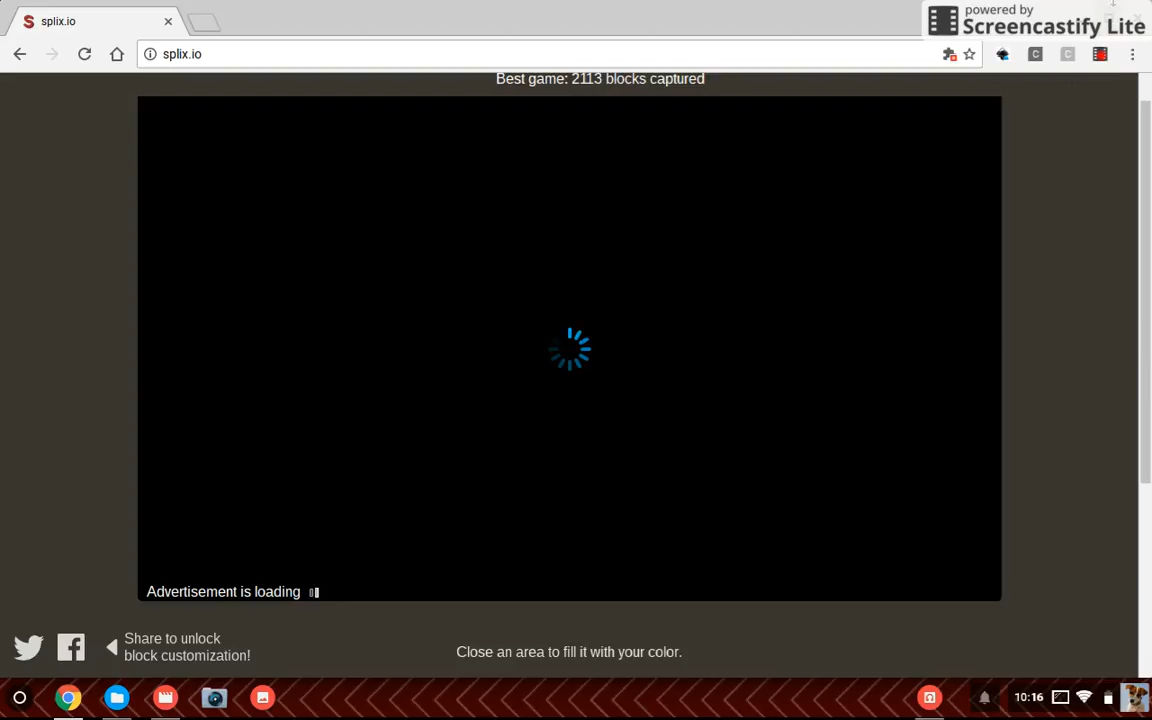 powered by
Screencastify Lite
S splix.io
splix.io
C
C
Best game: 2113 blocks captured
Advertisement is loading
Share to unlock
block customization!
Close an area to fill it with your color.
10:16